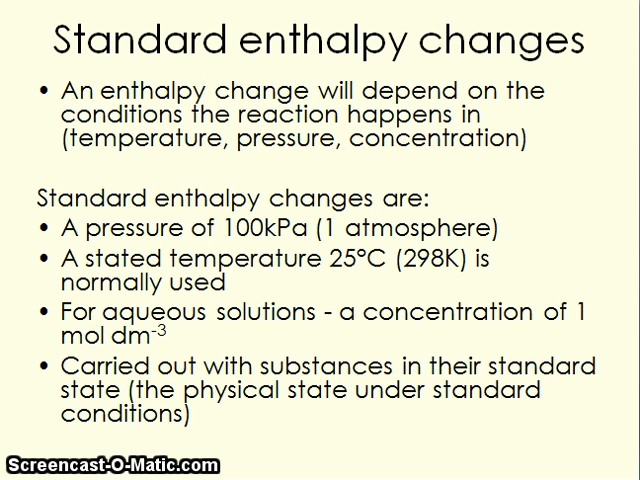 Standard enthalpy changes
• An enthalpy change will depend on the
conditions the reaction happens in
(temperature, pressure, concentration)
Standard enthalpy changes are:
• A pressure of 100kPa (1 atmosphere)
• A stated temperature 25°C (298K) is
normally used
• For aqueous solutions - a concentration of 1
mol dm⁻³
• Carried out with substances in their standard
state (the physical state under standard
conditions)
Screencast-O-Matic.com